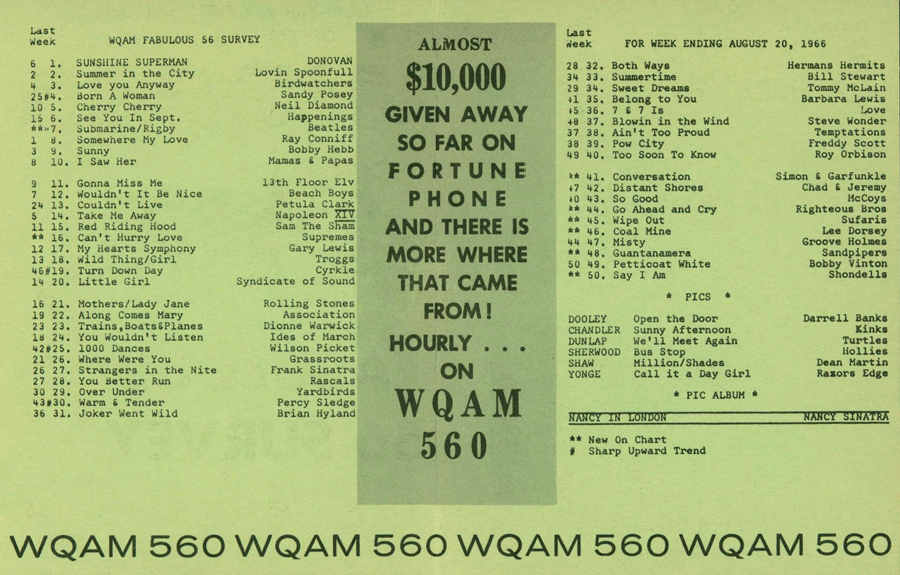 Last
Week WQAM FABULOUS 56 SURVEY
6 1. SUNSHINE SUPERMAN DONOVAN
2 2. Summer in the City Lovin Spoonfull
4 3. Love you Anyway Birdwatchers
25#4. Born A Woman Sandy Posey
10 5. Cherry Cherry Neil Diamond
15 6. See You In Sept. Happenings
**-7. Submarine/Rigby Beatles
1 8. Somewhere My Love Ray Conniff
3 9. Sunny Bobby Hebb
8 10. I Saw Her Mamas & Papas
9 11. Gonna Miss Me 13th Floor Elv
7 12. Wouldn't It Be Nice Beach Boys
24 13. Couldn't Live Petula Clark
5 14. Take Me Away Napoleon XIV
11 15. Red Riding Hood Sam The Sham
** 16. Can't Hurry Love Supremes
12 17. My Hearts Symphony Gary Lewis
13 18. Wild Thing/Girl Troggs
46#19. Turn Down Day Cyrkle
14 20. Little Girl Syndicate of Sound
16 21. Mothers/Lady Jane Rolling Stones
19 22. Along Comes Mary Association
23 23. Trains,Boats&Planes Dionne Warwick
18 24. You Wouldn't Listen Ides of March
42#25. 1000 Dances Wilson Picket
21 26. Where Were You Grassroots
26 27. Strangers in the Nite Frank Sinatra
27 28. You Better Run Rascals
30 29. Over Under Yardbirds
43#30. Warm & Tender Percy Sledge
36 31. Joker Went Wild Brian Hyland
ALMOST
$10,000
GIVEN AWAY
SO FAR ON
FORTUNE
PHONE
AND THERE IS
MORE WHERE
THAT CAME
FROM!
HOURLY . . .
ON
WQAM
560
Last
Week FOR WEEK ENDING AUGUST 20, 1966
28 32. Both Ways Hermans Hermits
34 33. Summertime Bill Stewart
29 34. Sweet Dreams Tommy McLain
41 35. Belong to You Barbara Lewis
45 36. 7 & 7 Is Love
48 37. Blowin in the Wind Steve Wonder
37 38. Ain't Too Proud Temptations
38 39. Pow City Freddy Scott
49 40. Too Soon To Know Roy Orbison
** 41. Conversation Simon & Garfunkle
47 42. Distant Shores Chad & Jeremy
40 43. So Good McCoys
** 44. Go Ahead and Cry Righteous Bros
** 45. Wipe Out Sufaris
** 46. Coal Mine Lee Dorsey
44 47. Misty Groove Holmes
** 48. Guantanamera Sandpipers
50 49. Petticoat White Bobby Vinton
** 50. Say I Am Shondells
* PICS *
DOOLEY Open the Door Darrell Banks
CHANDLER Sunny Afternoon Kinks
DUNLAP We'll Meet Again Turtles
SHERWOOD Bus Stop Hollies
SHAW Million/Shades Dean Martin
YONGE Call it a Day Girl Razors Edge
* PIC ALBUM *
NANCY IN LONDON NANCY SINATRA
** New On Chart
# Sharp Upward Trend
WQAM 560 WQAM 560 WQAM 560 WQAM 560